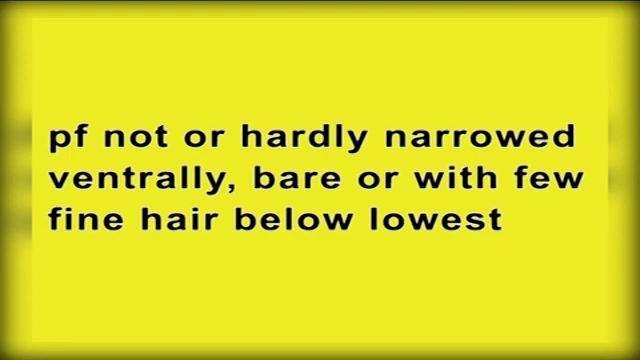 pf not or hardly narrowed
ventrally, bare or with few
fine hair below lowest